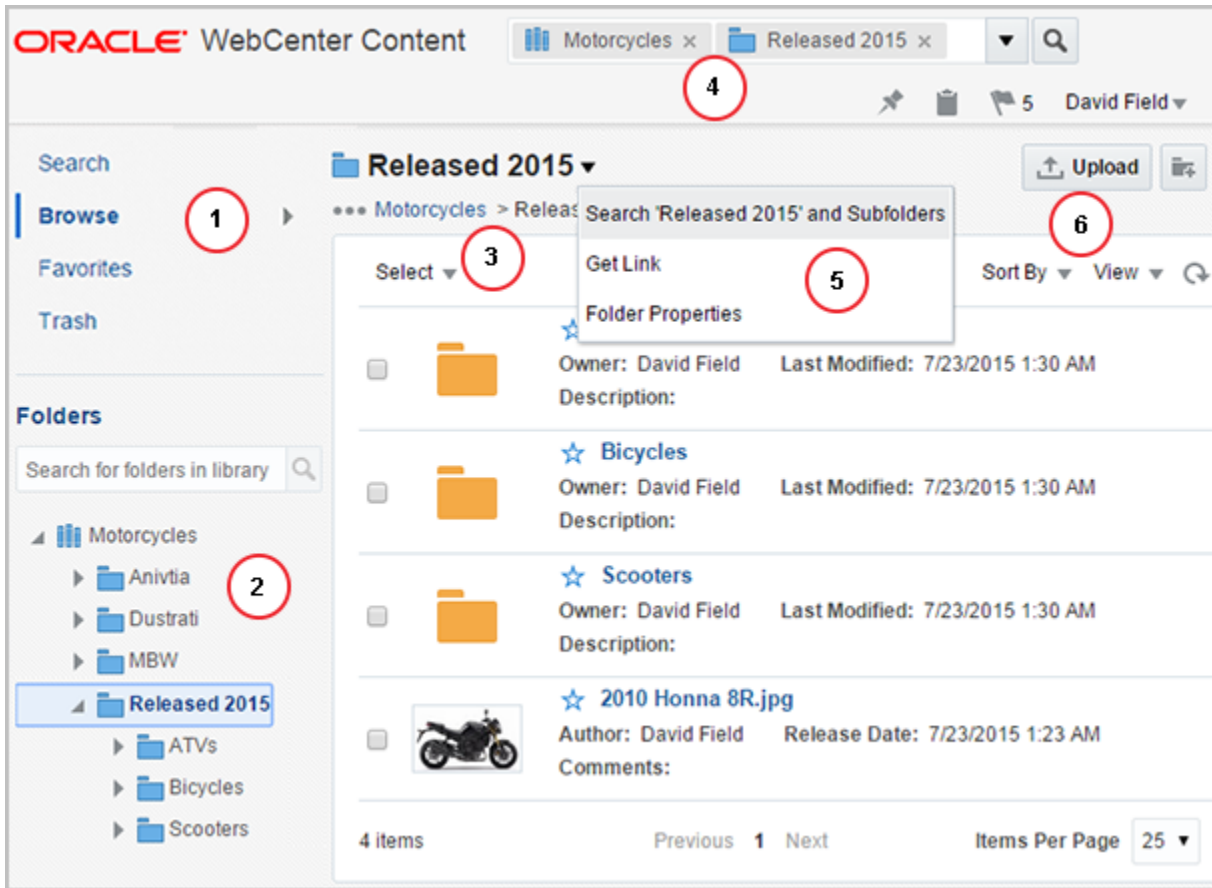 ORACLE® WebCenter Content
Motorcycles × Released 2015 ×
4
5 David Field
Search
Browse
1
Favorites
Trash
Folders
Search for folders in library
Motorcycles
Anivtia
2
Dustrati
MBW
Released 2015
ATVs
Bicycles
Scooters
Released 2015
Upload
6
Motorcycles > Releas
3
Search 'Released 2015' and Subfolders
Get Link
5
Folder Properties
Select
Sort By View
Owner: David Field Last Modified: 7/23/2015 1:30 AM
Description:
Bicycles
Owner: David Field Last Modified: 7/23/2015 1:30 AM
Description:
Scooters
Owner: David Field Last Modified: 7/23/2015 1:30 AM
Description:
2010 Honna 8R.jpg
Author: David Field Release Date: 7/23/2015 1:23 AM
Comments:
4 items Previous 1 Next Items Per Page 25